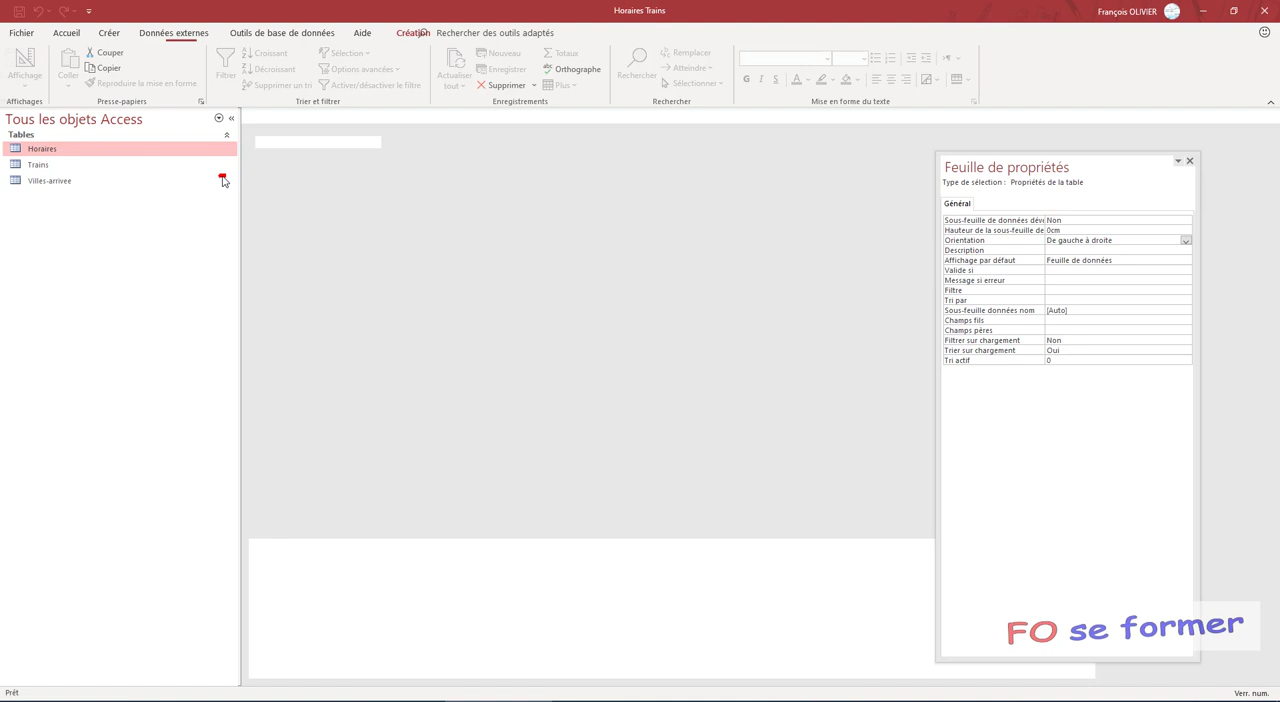 Horaires Trains
François OLIVIER
Fichier
Accueil
Créer
Données externes
Outils de base de données
Aide
Création
Rechercher des outils adaptés
Affichage
Affichages
Coller
Couper
Copier
Reproduire la mise en forme
Presse-papiers
Filtrer
Croissant
Décroissant
Supprimer un tri
Sélection
Options avancées
Activer/désactiver le filtre
Trier et filtrer
Actualiser
tout
Nouveau
Enregistrer
Supprimer
Totaux
Orthographe
Plus
Enregistrements
Rechercher
Remplacer
Atteindre
Sélectionner
Rechercher
G I S
Mise en forme du texte
Tous les objets Access
Tables
Horaires
Trains
Villes-arrivee
Feuille de propriétés
Type de sélection : Propriétés de la table
Général
Sous-feuille de données déve Non
Hauteur de la sous-feuille de 0cm
Orientation De gauche à droite
Description
Affichage par défaut Feuille de données
Valide si
Message si erreur
Filtre
Tri par
Sous-feuille données nom [Auto]
Champs fils
Champs pères
Filtrer sur chargement Non
Trier sur chargement Oui
Tri actif 0
FO se former
Prêt
Verr. num.